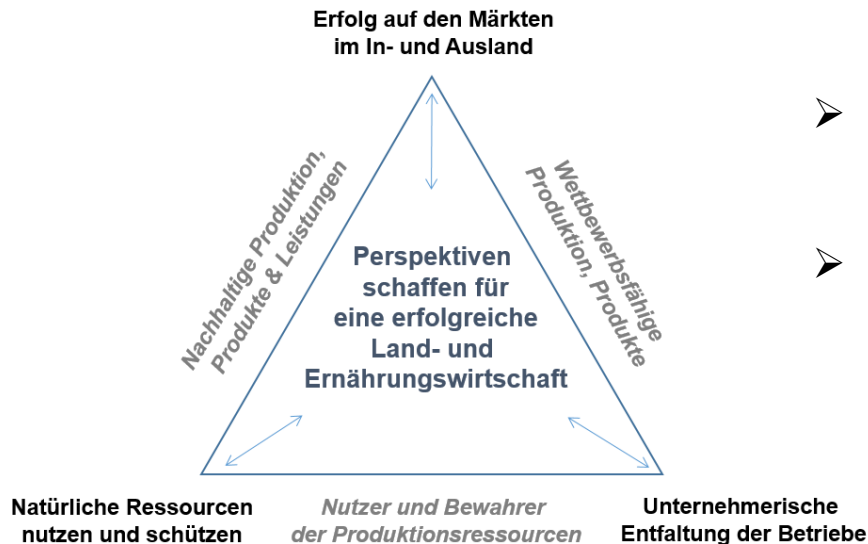 Erfolg auf den Märkten
im In- und Ausland
Nachhaltige Produktion,
Produkte & Leistungen
Wettbewerbsfähige
Produktion, Produkte
Perspektiven
schaffen für
eine erfolgreiche
Land- und
Ernährungswirtschaft
Natürliche Ressourcen
nutzen und schützen
Nutzer und Bewahrer
der Produktionsressourcen
Unternehmerische
Entfaltung der Betriebe